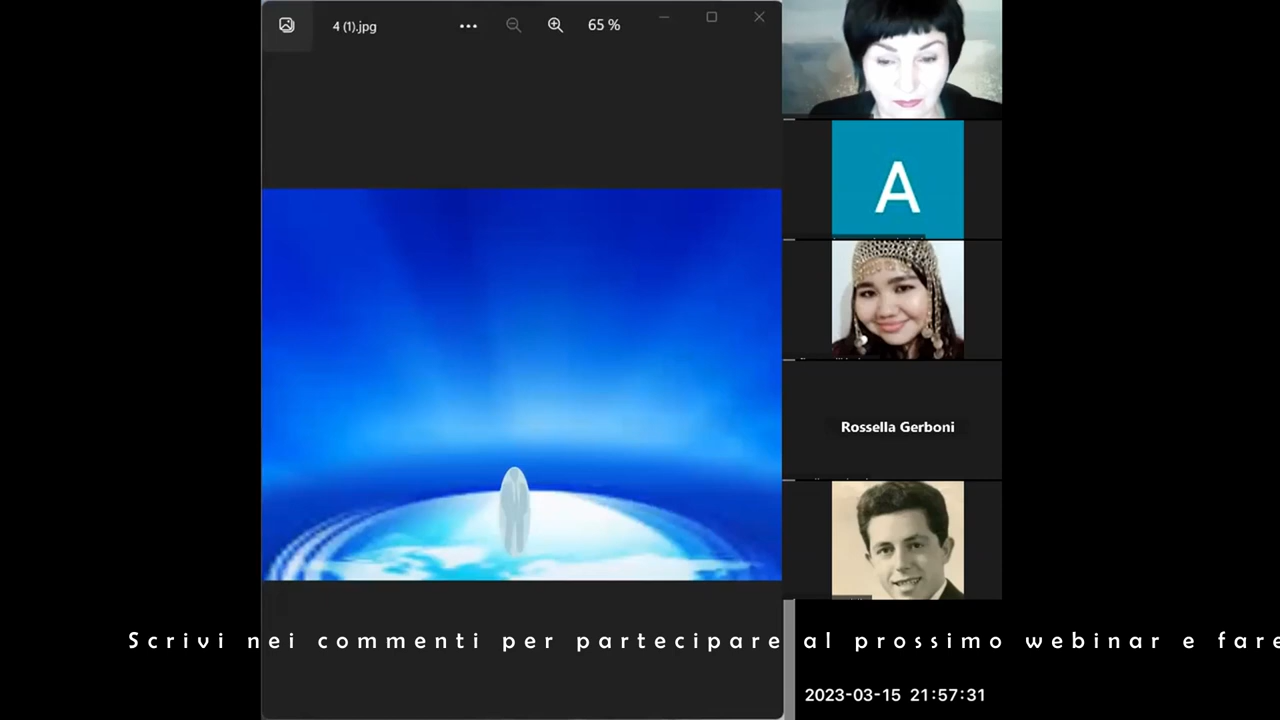 4 (1).jpg
65 %
A
Rossella Gerboni
Scrivi nei commenti per partecipare al prossimo webinar e fare
2023-03-15 21:57:31